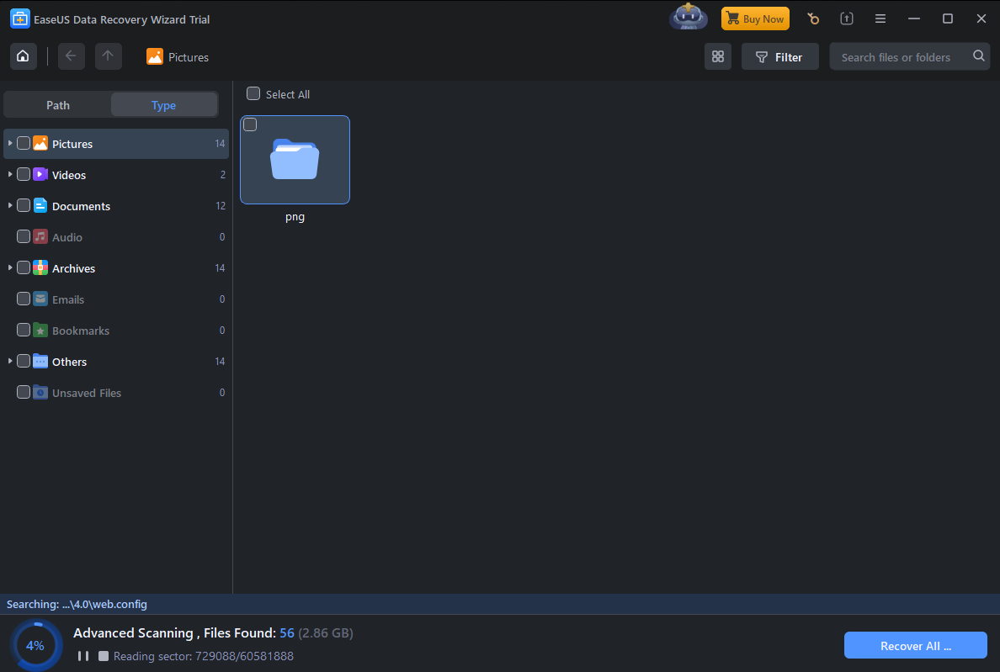 EaseUS Data Recovery Wizard Trial
Buy Now
Pictures
Filter
Search files or folders
Path
Type
Select All
Pictures 14
Videos 2
Documents 12
Audio 0
Archives 14
Emails 0
Bookmarks 0
Others 14
Unsaved Files 0
png
Searching: ...\4.0\web.config
4%
Advanced Scanning , Files Found: 56 (2.86 GB)
Reading sector: 729088/60581888
Recover All ...